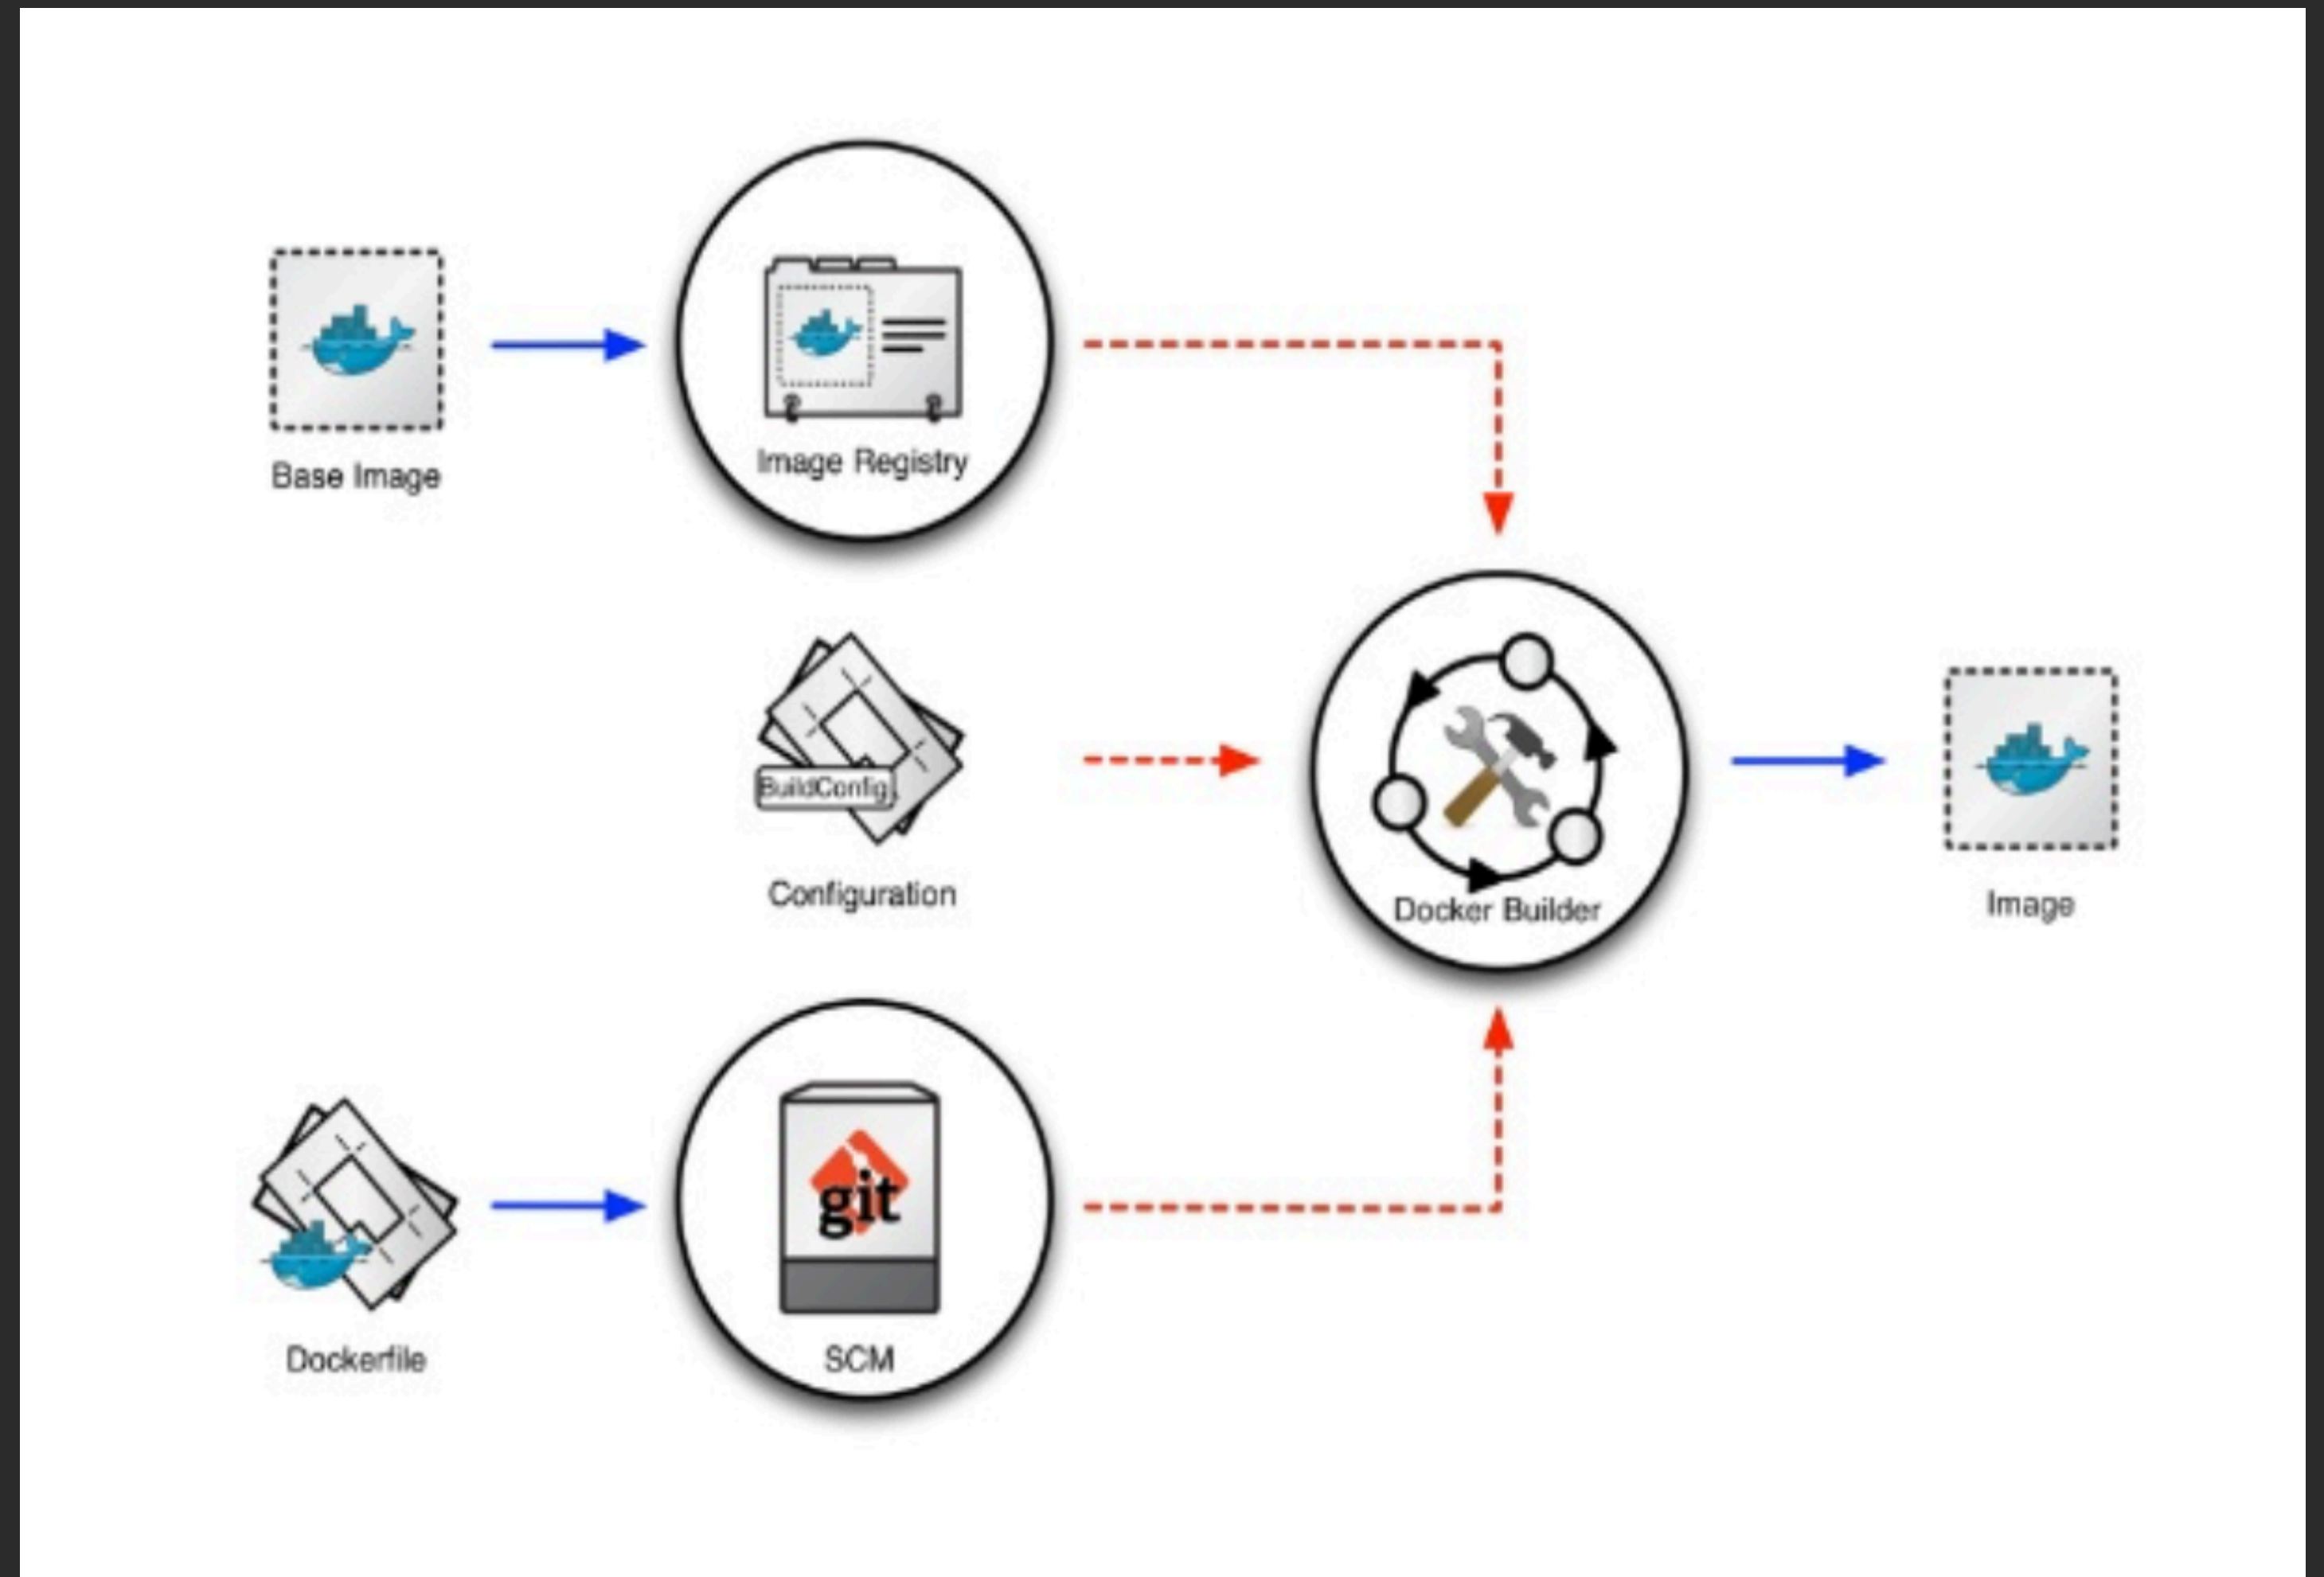 Base Image
Image Registry
BuildConfig
Configuration
Docker Builder
Image
git
Dockerfile
SCM